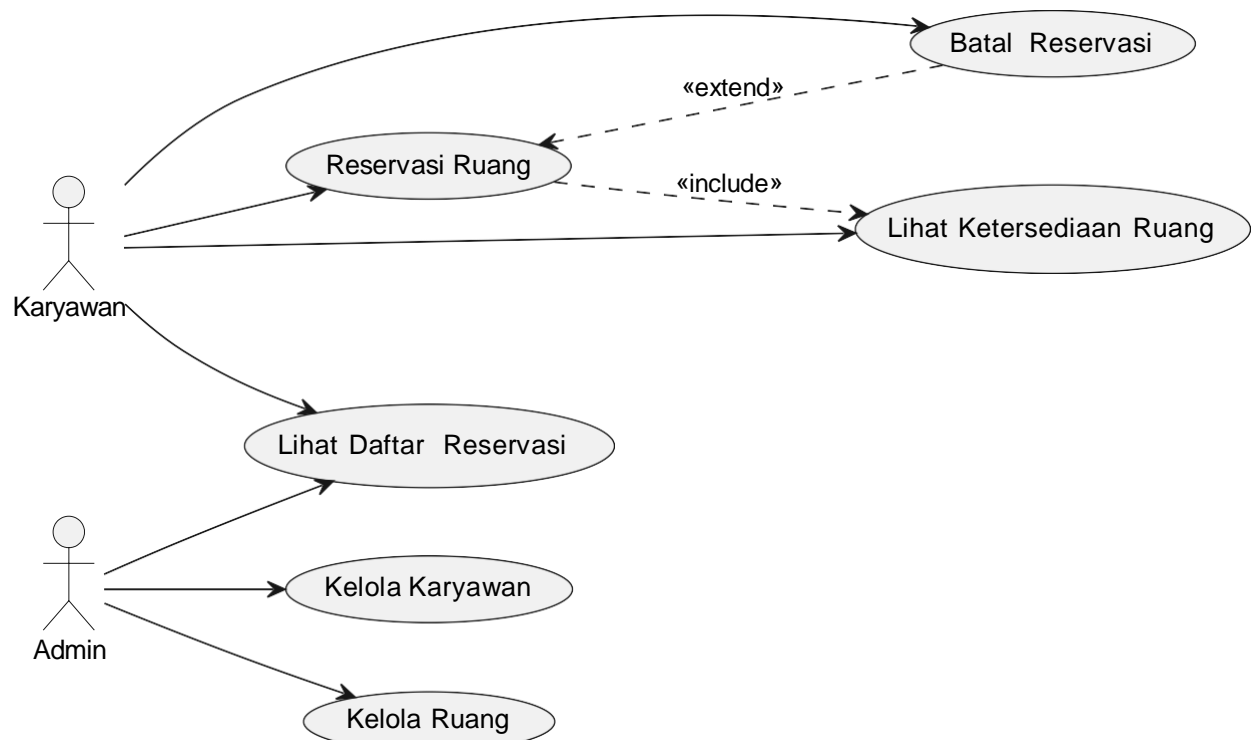 Batal Reservasi
«extend»
Reservasi Ruang
«include»
Lihat Ketersediaan Ruang
Karyawan
Lihat Daftar Reservasi
Kelola Karyawan
Admin
Kelola Ruang